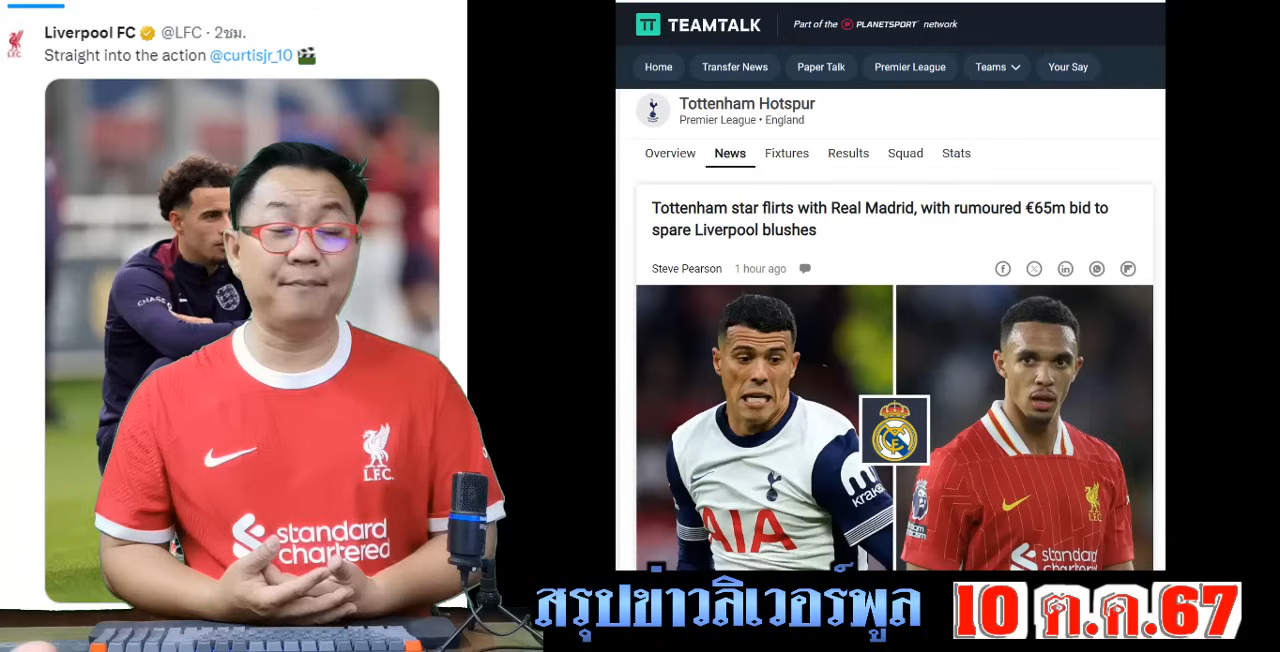 Liverpool FC @LFC · 2ชม.
Straight into the action @curtisjr_10
L.F.C.
CHASE
L.F.C.
standard
chartered
TT TEAMTALK Part of the PLANETSPORT network
Home Transfer News Paper Talk Premier League Teams Your Say
Tottenham Hotspur
Premier League • England
Overview News Fixtures Results Squad Stats
Tottenham star flirts with Real Madrid, with rumoured €65m bid to
spare Liverpool blushes
Steve Pearson 1 hour ago
kraken
AIA
L.F.C.
standard
chartered
สรุปข่าวลิเวอร์พูล 10 ต.ค.67